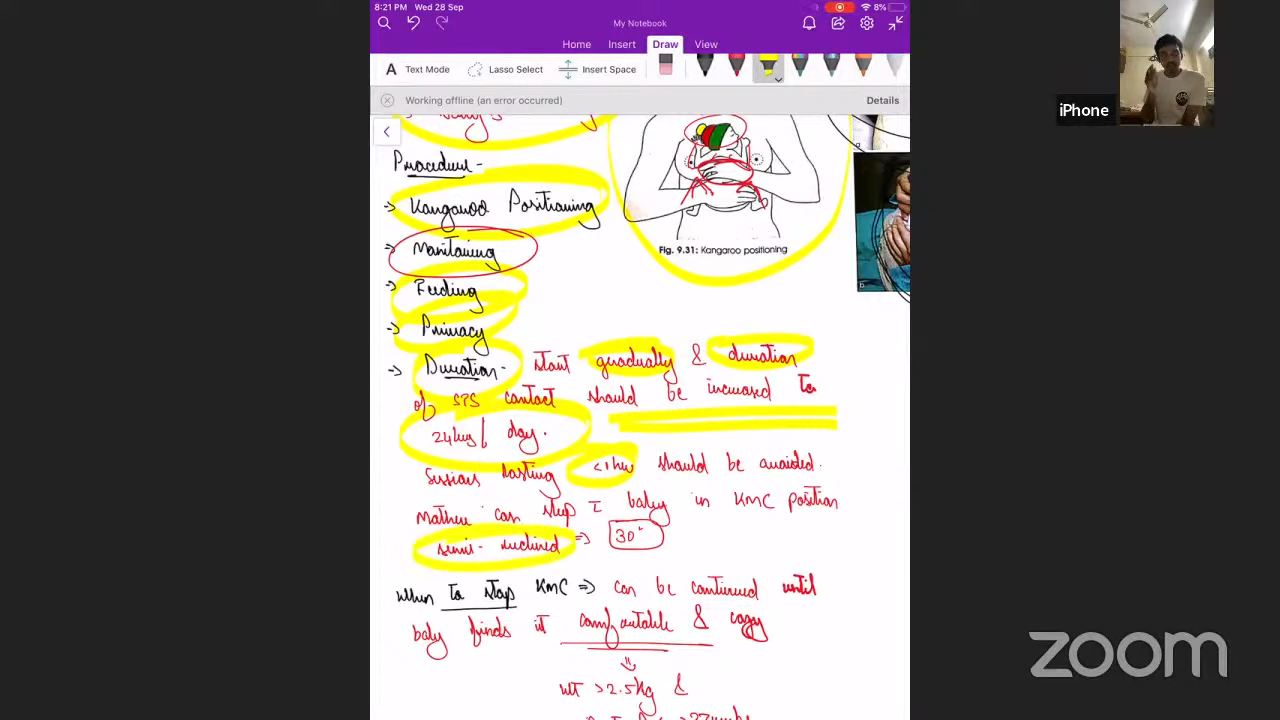 8:21 PM Wed 28 Sep
8%
My Notebook
Home Insert Draw View
A Text Mode Lasso Select Insert Space
Working offline (an error occurred) Details
iPhone
Procedure -
=> Kangaroo Positioning
Fig. 9.31: Kangaroo positioning
a
=> Monitoring
b
=> Feeding
=> Privacy
=> Duration - start gradually & duration
of STS contact should be increased to
24hrs/ day.
Sessions lasting <1hr should be avoided.
Mother can sleep c̄ baby in KMC position
semi-reclined => 30°
When to stop KMC => can be continued until
baby finds it comfortable & cozy
wt >2.5kg &
zoom